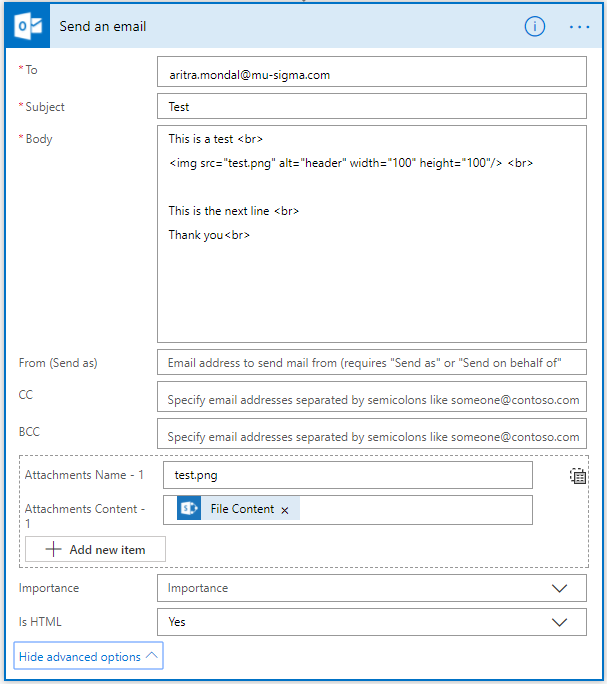 Send an email
* To
aritra.mondal@mu-sigma.com
* Subject
Test
* Body
This is a test <br>
<img src="test.png" alt="header" width="100" height="100"/> <br>
This is the next line <br>
Thank you<br>
From (Send as)
Email address to send mail from (requires "Send as" or "Send on behalf of"
CC
Specify email addresses separated by semicolons like someone@contoso.com
BCC
Specify email addresses separated by semicolons like someone@contoso.com
Attachments Name - 1
test.png
Attachments Content -
1
File Content x
Add new item
Importance
Importance
Is HTML
Yes
Hide advanced options